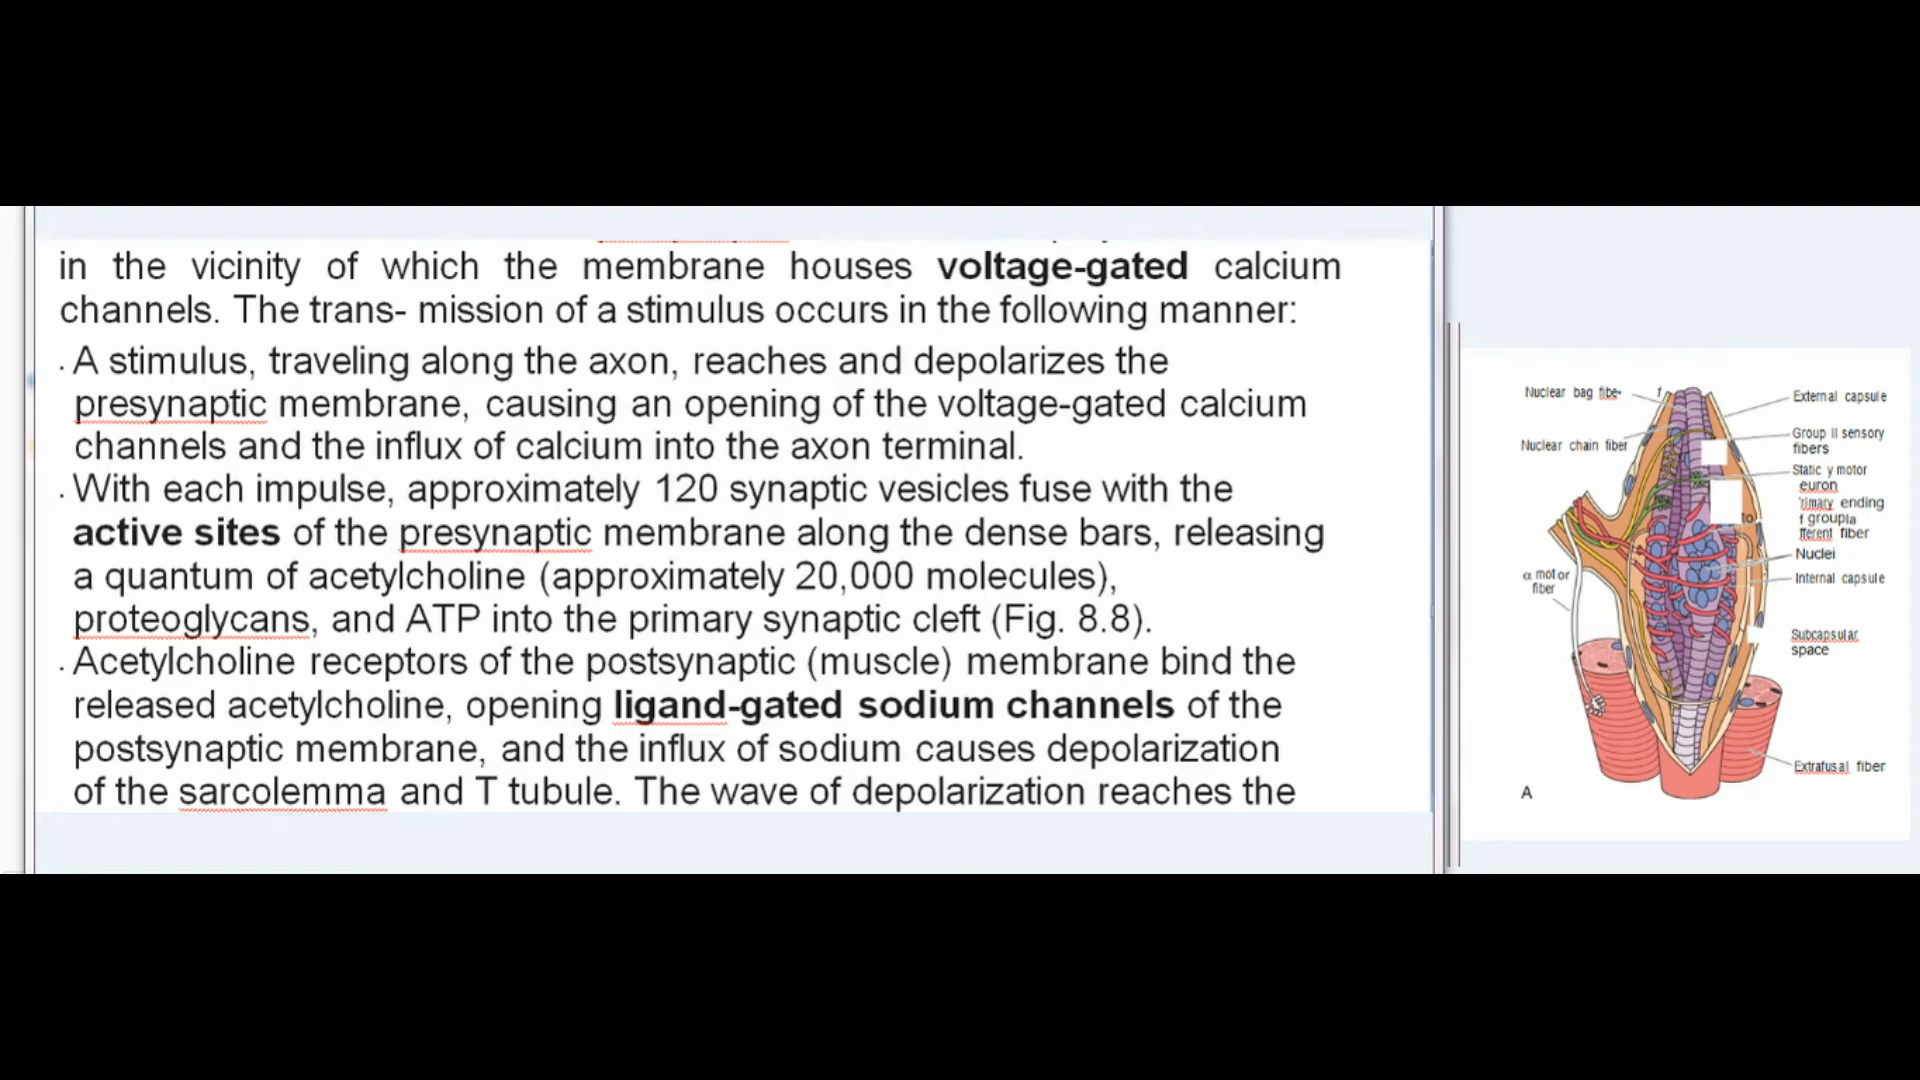 in the vicinity of which the membrane houses voltage-gated calcium
channels. The trans- mission of a stimulus occurs in the following manner:
. A stimulus, traveling along the axon, reaches and depolarizes the
presynaptic membrane, causing an opening of the voltage-gated calcium
channels and the influx of calcium into the axon terminal.
. With each impulse, approximately 120 synaptic vesicles fuse with the
active sites of the presynaptic membrane along the dense bars, releasing
a quantum of acetylcholine (approximately 20,000 molecules),
proteoglycans, and ATP into the primary synaptic cleft (Fig. 8.8).
. Acetylcholine receptors of the postsynaptic (muscle) membrane bind the
released acetylcholine, opening ligand-gated sodium channels of the
postsynaptic membrane, and the influx of sodium causes depolarization
of the sarcolemma and T tubule. The wave of depolarization reaches the
Nuclear bag fibe f
Nuclear chain fiber
α motor
fiber
A
External capsule
Group II sensory
fibers
Static y motor
euron
rimary ending
f groupla
fferent fiber
to
Nuclei
Internal capsule
Subcapsular
space
Extrafusal fiber